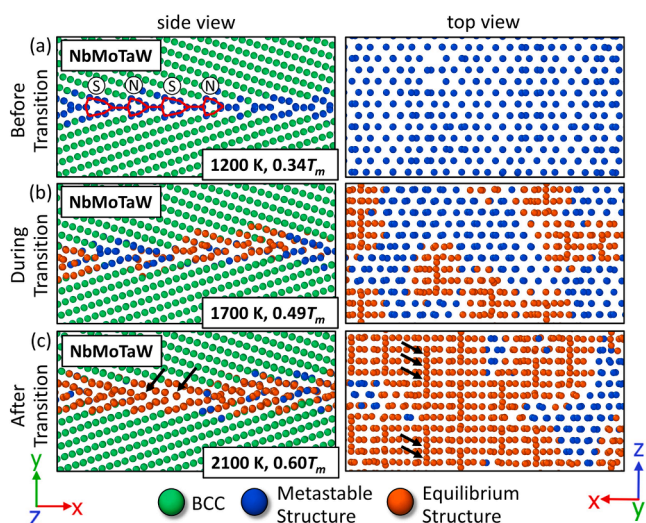 side view
top view
(a)
NbMoTaW
S N S N
Before
Transition
1200 K, 0.34Tm
(b)
NbMoTaW
During
Transition
1700 K, 0.49Tm
(c)
NbMoTaW
After
Transition
2100 K, 0.60Tm
y
z x
BCC
Metastable
Structure
Equilibrium
Structure
z
x y